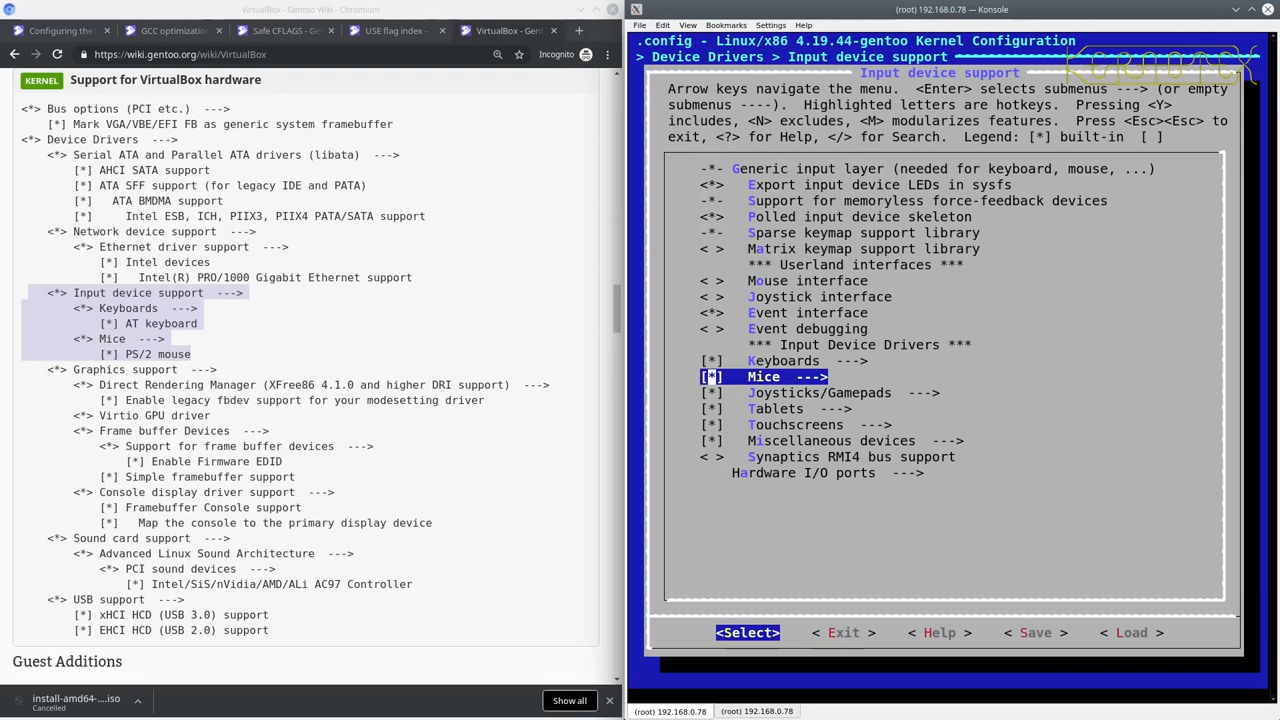 VirtualBox - Gentoo Wiki - Chromium
Configuring the
GCC optimization
Safe CFLAGS - G
USE flag index -
VirtualBox - Gen
https://wiki.gentoo.org/wiki/VirtualBox
Incognito
KERNEL Support for VirtualBox hardware
<*> Bus options (PCI etc.)  --->
[*] Mark VGA/VBE/EFI FB as generic system framebuffer
<*> Device Drivers  --->
<*> Serial ATA and Parallel ATA drivers (libata)  --->
[*] AHCI SATA support
[*] ATA SFF support (for legacy IDE and PATA)
[*]   ATA BMDMA support
[*]   Intel ESB, ICH, PIIX3, PIIX4 PATA/SATA support
<*> Network device support  --->
<*> Ethernet driver support  --->
[*] Intel devices
[*]   Intel(R) PRO/1000 Gigabit Ethernet support
<*> Input device support  --->
<*> Keyboards  --->
[*] AT keyboard
<*> Mice  --->
[*] PS/2 mouse
<*> Graphics support  --->
<*> Direct Rendering Manager (XFree86 4.1.0 and higher DRI support)  --->
[*] Enable legacy fbdev support for your modesetting driver
<*> Virtio GPU driver
<*> Frame buffer Devices  --->
<*> Support for frame buffer devices  --->
[*] Enable Firmware EDID
[*] Simple framebuffer support
<*> Console display driver support  --->
[*] Framebuffer Console support
[*]   Map the console to the primary display device
<*> Sound card support  --->
<*> Advanced Linux Sound Architecture  --->
[*] PCI sound devices  --->
[*] Intel/SiS/nVidia/AMD/ALi AC97 Controller
<*> USB support  --->
[*] xHCI HCD (USB 3.0) support
[*] EHCI HCD (USB 2.0) support
Guest Additions
install-amd64-....iso
Cancelled
Show all
(root) 192.168.0.78 — Konsole
File Edit View Bookmarks Settings Help
.config - Linux/x86 4.19.44-gentoo Kernel Configuration
> Device Drivers > Input device support
Input device support
Arrow keys navigate the menu.  <Enter> selects submenus ---> (or empty
submenus ----).  Highlighted letters are hotkeys.  Pressing <Y>
includes, <N> excludes, <M> modularizes features.  Press <Esc><Esc> to
exit, <?> for Help, </> for Search.  Legend: [*] built-in  [ ]
-*- Generic input layer (needed for keyboard, mouse, ...)
<*>   Export input device LEDs in sysfs
-*-   Support for memoryless force-feedback devices
<*>   Polled input device skeleton
-*-   Sparse keymap support library
< >   Matrix keymap support library
*** Userland interfaces ***
< >   Mouse interface
< >   Joystick interface
<*>   Event interface
< >   Event debugging
*** Input Device Drivers ***
[*]   Keyboards  --->
[*]   Mice  --->
[*]   Joysticks/Gamepads  --->
[*]   Tablets  --->
[*]   Touchscreens  --->
[*]   Miscellaneous devices  --->
< >   Synaptics RMI4 bus support
Hardware I/O ports  --->
<Select>    < Exit >    < Help >    < Save >    < Load >
(root) 192.168.0.78
(root) 192.168.0.78